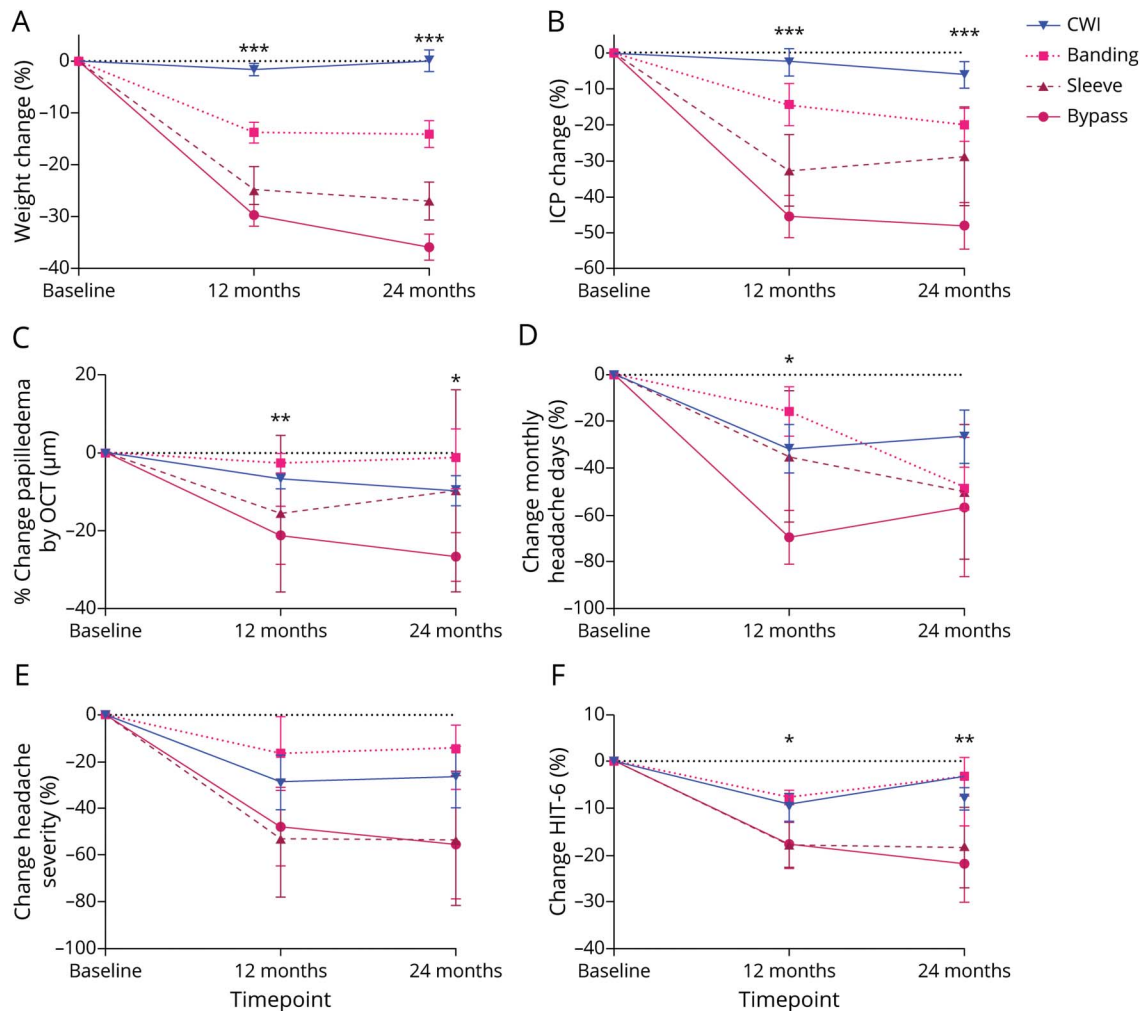 A
Weight change (%)
0
–10
–20
–30
–40
***
***
Baseline
12 months
24 months
B
ICP change (%)
0
–10
–20
–30
–40
–50
–60
***
***
Baseline
12 months
24 months
CWI
Banding
Sleeve
Bypass
C
% Change papilledema
by OCT (μm)
20
0
–20
–40
**
*
Baseline
12 months
24 months
D
Change monthly
headache days (%)
0
–20
–40
–60
–80
–100
*
Baseline
12 months
24 months
E
Change headache
severity (%)
0
–20
–40
–60
–80
–100
Baseline
12 months
24 months
Timepoint
F
Change HIT-6 (%)
10
0
–10
–20
–30
–40
*
**
Baseline
12 months
24 months
Timepoint